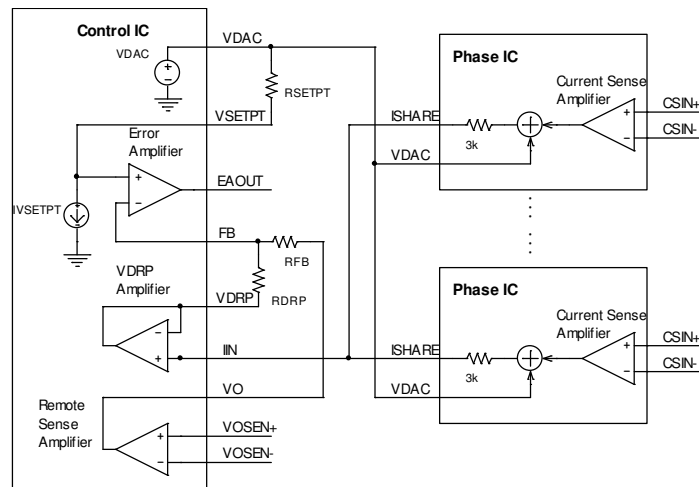 Control IC
VDAC
VDAC
RSETPT
VSETPT
Error
Amplifier
EAOUT
IVSETPT
FB
RFB
VDRP
Amplifier
VDRP
RDRP
IIN
VO
Remote
Sense
Amplifier
VOSEN+
VOSEN-
Phase IC
Current Sense
Amplifier
CSIN+
CSIN-
ISHARE
3k
VDAC
Phase IC
Current Sense
Amplifier
CSIN+
CSIN-
ISHARE
3k
VDAC